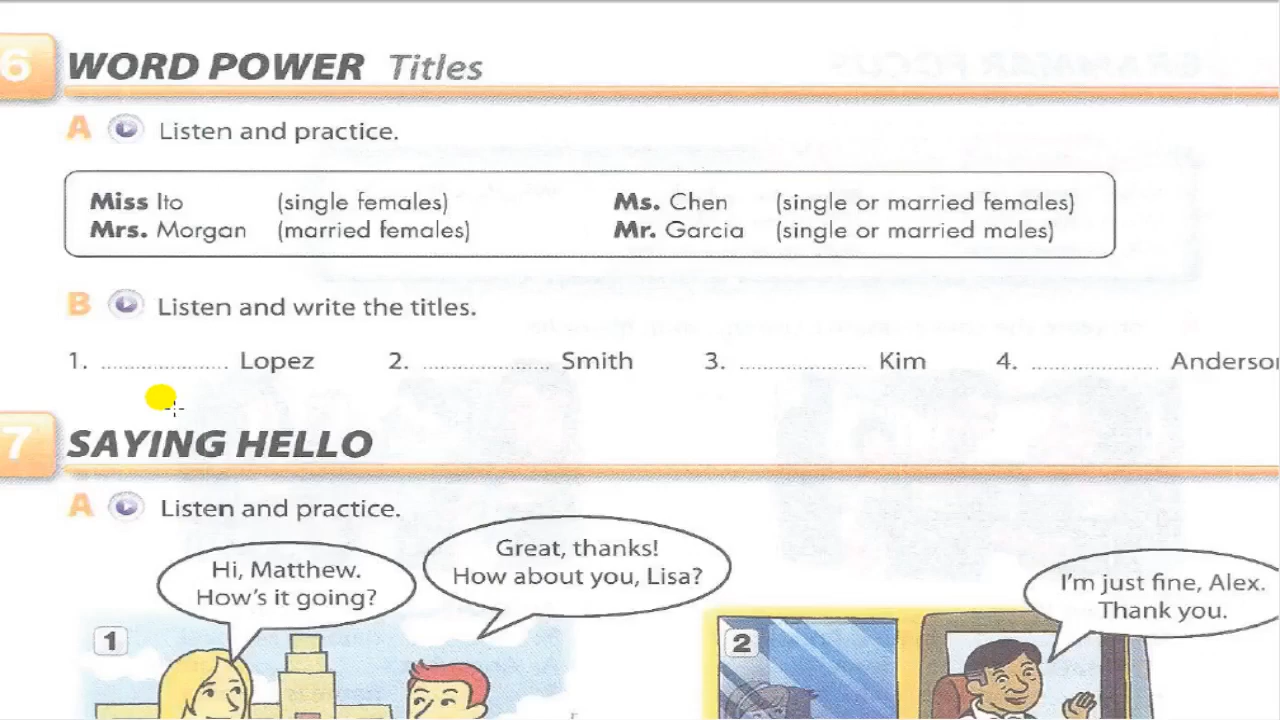 6 WORD POWER Titles
A Listen and practice.
Miss Ito (single females) Ms. Chen (single or married females)
Mrs. Morgan (married females) Mr. Garcia (single or married males)
B Listen and write the titles.
1. .................... Lopez 2. .................... Smith 3. .................... Kim 4. .................... Anderson
7 SAYING HELLO
A Listen and practice.
Hi, Matthew.
How's it going?
Great, thanks!
How about you, Lisa?
I'm just fine, Alex.
Thank you.
1
2